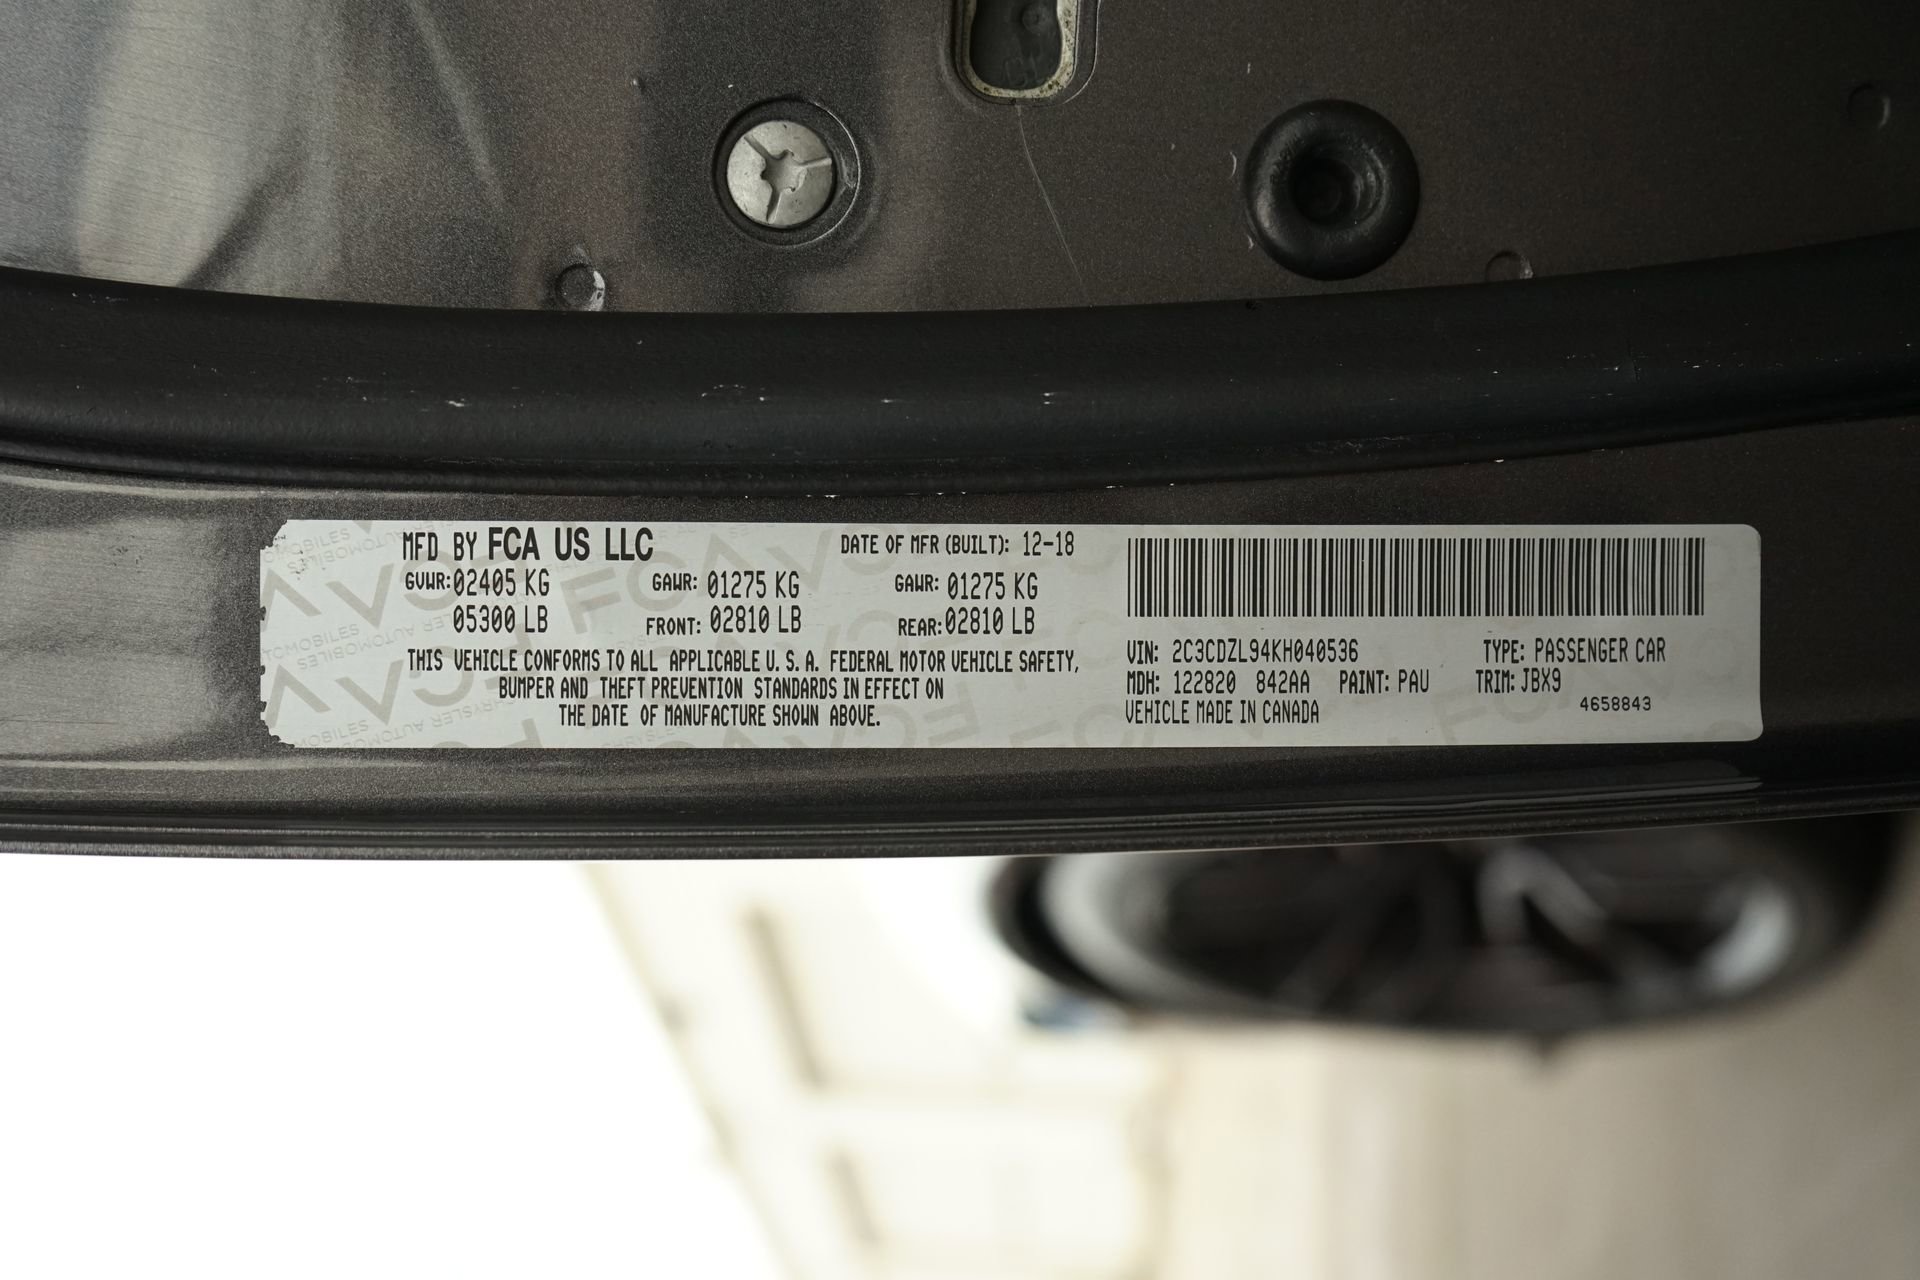 MFD BY FCA US LLC
DATE OF MFR (BUILT): 12-18
GVWR: 02405 KG
05300 LB
GAWR: 01275 KG
FRONT: 02810 LB
GAWR: 01275 KG
REAR: 02810 LB
THIS VEHICLE CONFORMS TO ALL APPLICABLE U. S. A. FEDERAL MOTOR VEHICLE SAFETY,
BUMPER AND THEFT PREVENTION STANDARDS IN EFFECT ON
THE DATE OF MANUFACTURE SHOWN ABOVE.
VIN: 2C3CDZL94KH040536 TYPE: PASSENGER CAR
MDH: 122820 842AA PAINT: PAU TRIM: JBX9
VEHICLE MADE IN CANADA
4658843